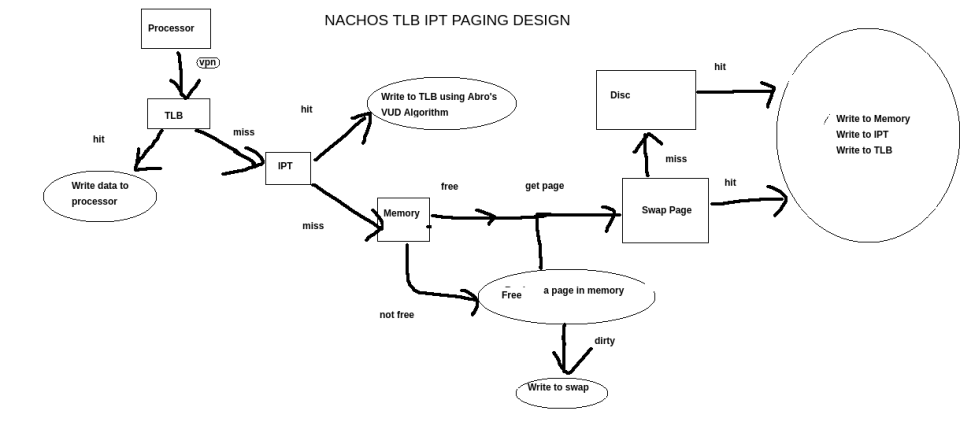 NACHOS TLB IPT PAGING DESIGN
Processor
vpn
TLB
hit
miss
Write data to
processor
IPT
hit
Write to TLB using Abro's
VUD Algorithm
miss
Memory
free
get page
not free
Free a page in memory
dirty
Write to swap
Swap Page
miss
hit
Disc
hit
Write to Memory
Write to IPT
Write to TLB